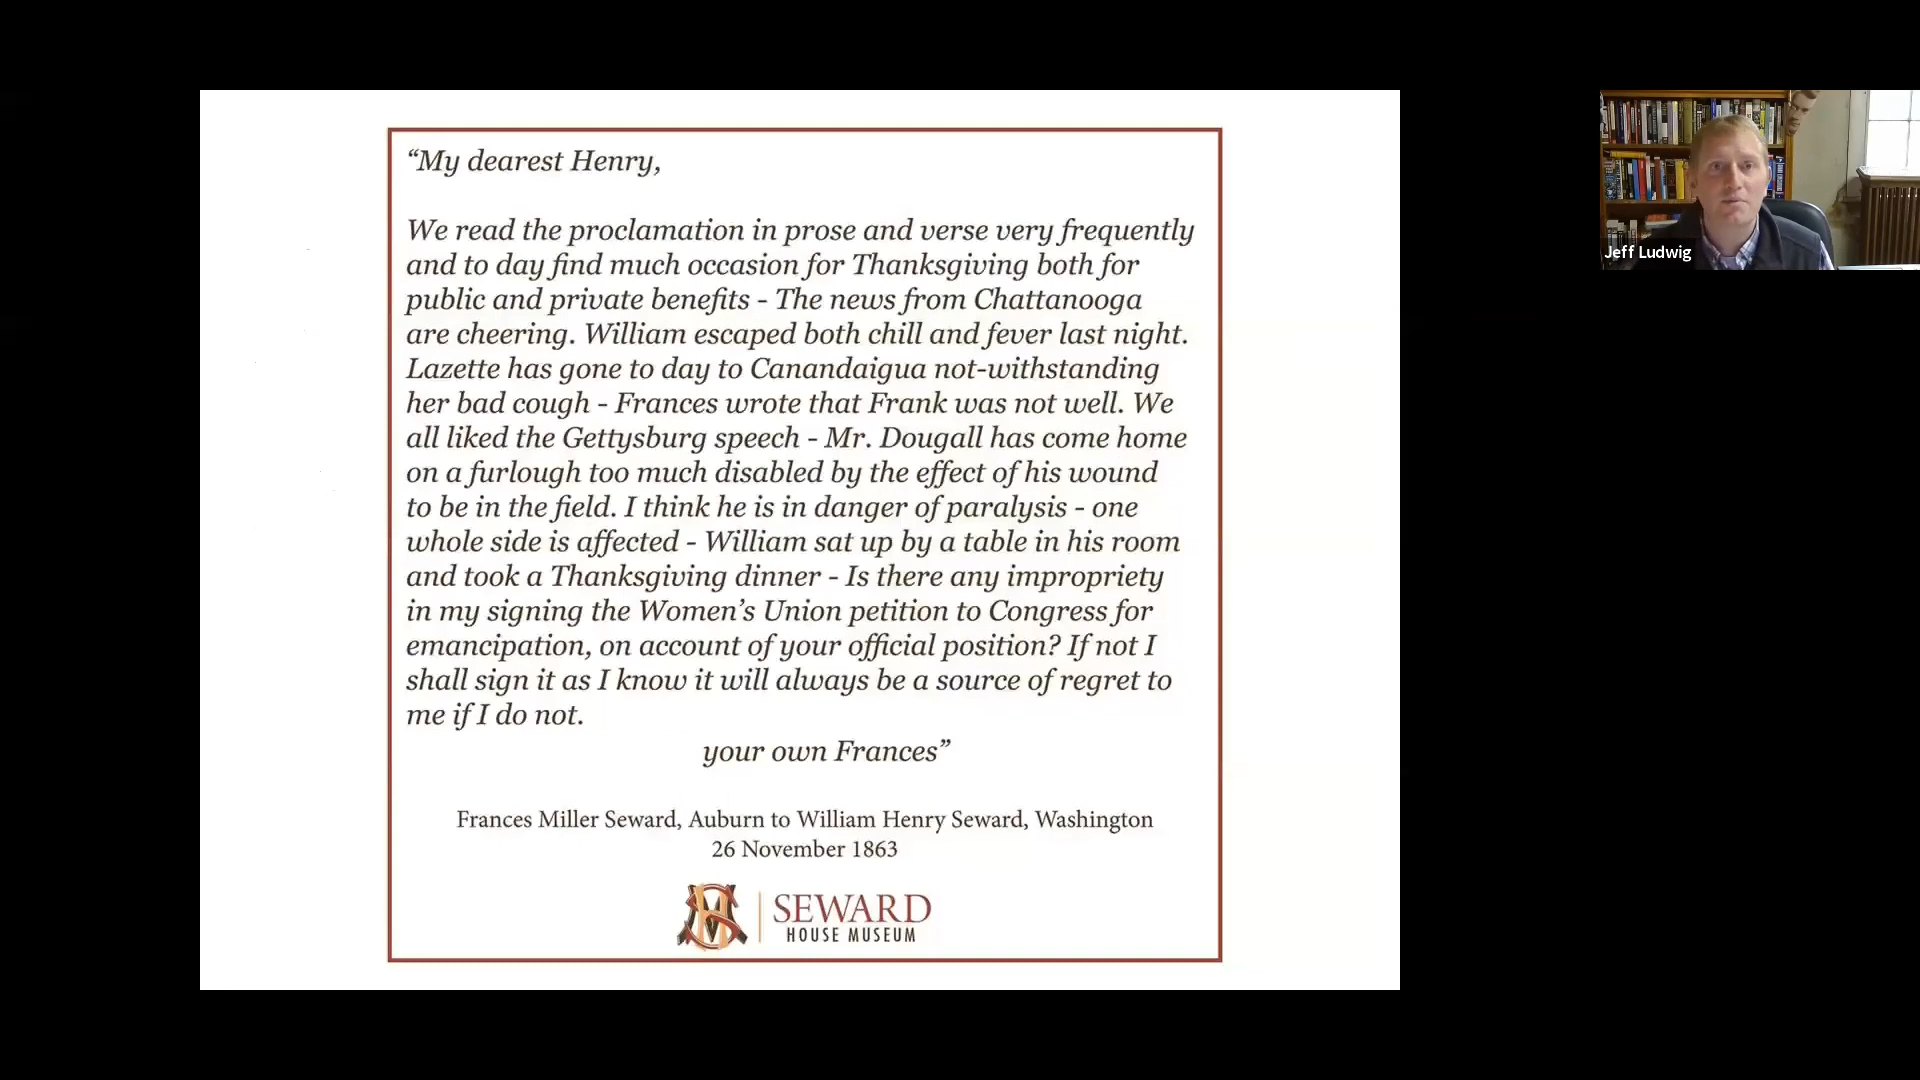 “My dearest Henry,
We read the proclamation in prose and verse very frequently
and to day find much occasion for Thanksgiving both for
public and private benefits - The news from Chattanooga
are cheering. William escaped both chill and fever last night.
Lazette has gone to day to Canandaigua not-withstanding
her bad cough - Frances wrote that Frank was not well. We
all liked the Gettysburg speech - Mr. Dougall has come home
on a furlough too much disabled by the effect of his wound
to be in the field. I think he is in danger of paralysis - one
whole side is affected - William sat up by a table in his room
and took a Thanksgiving dinner - Is there any impropriety
in my signing the Women’s Union petition to Congress for
emancipation, on account of your official position? If not I
shall sign it as I know it will always be a source of regret to
me if I do not.
your own Frances”
Frances Miller Seward, Auburn to William Henry Seward, Washington
26 November 1863
SEWARD
HOUSE MUSEUM
Jeff Ludwig